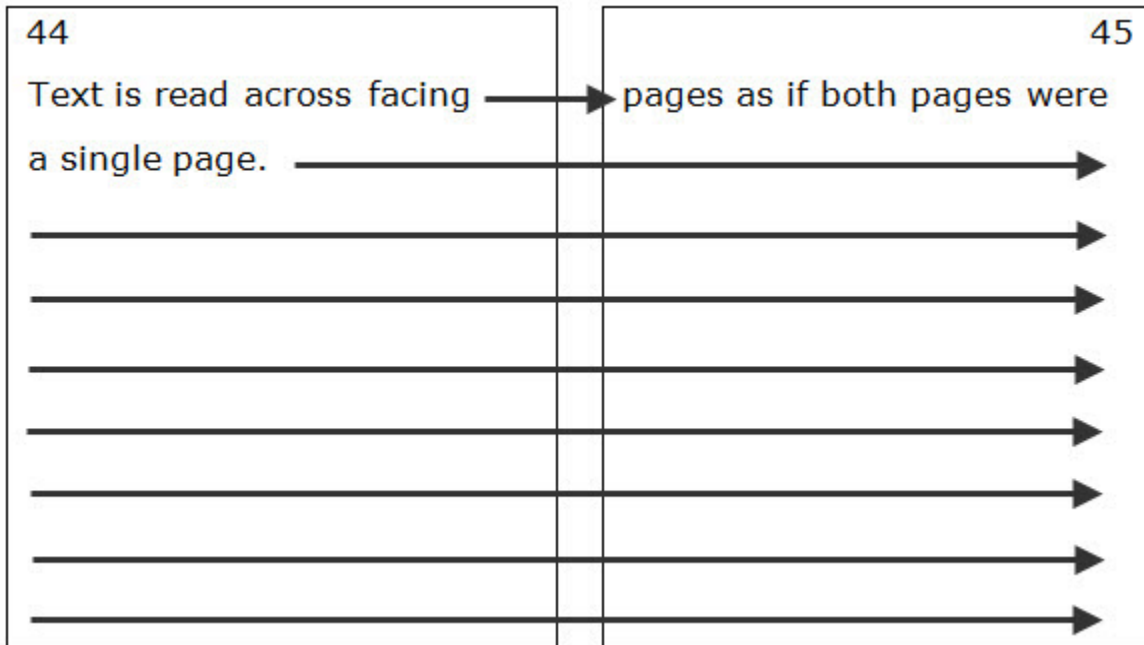 44 45
Text is read across facing pages as if both pages were
a single page.